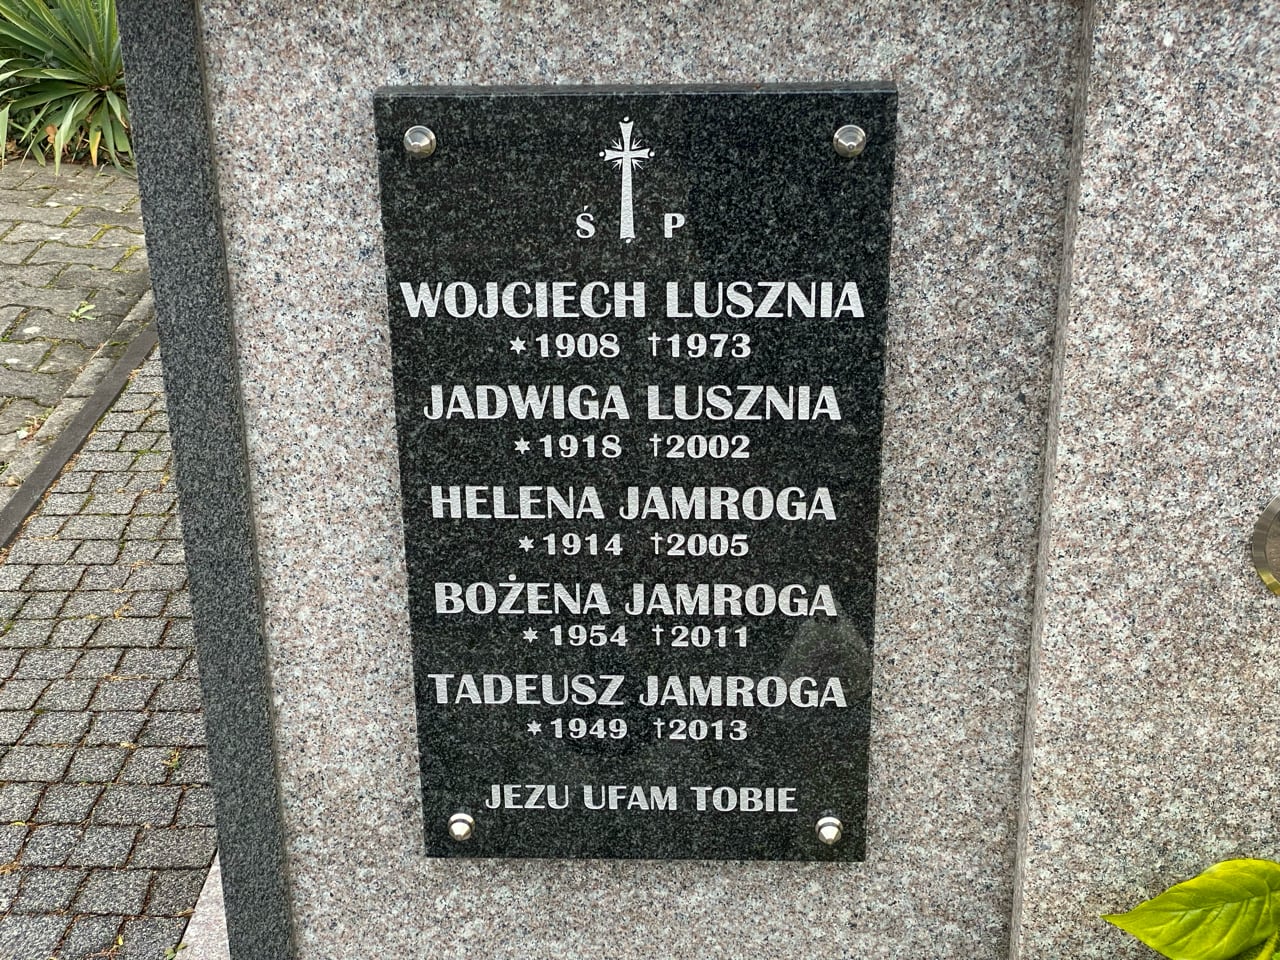 Ś P
WOJCIECH LUSZNIA
*1908 †1973
JADWIGA LUSZNIA
*1918 †2002
HELENA JAMROGA
*1914 †2005
BOŻENA JAMROGA
*1954 †2011
TADEUSZ JAMROGA
*1949 †2013
JEZU UFAM TOBIE